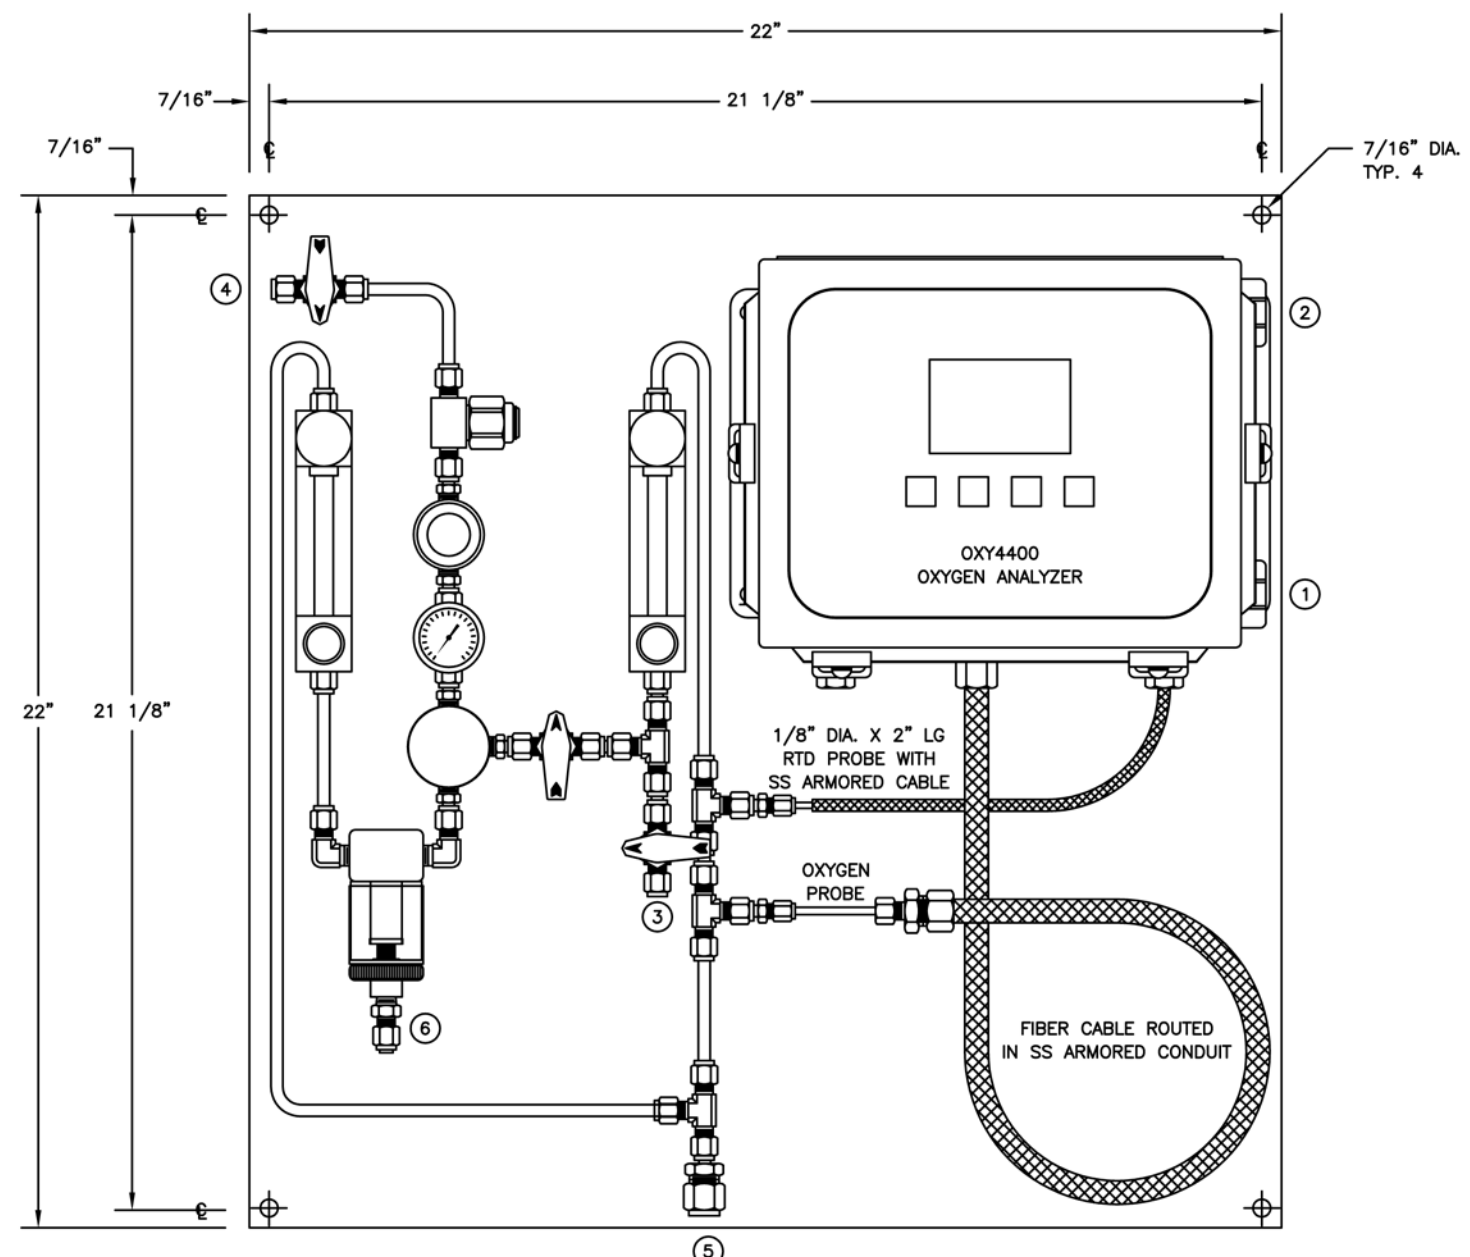 22"
7/16"
21 1/8"
7/16"
℄
℄
7/16" DIA.
TYP. 4
℄
4
2
OXY4400
OXYGEN ANALYZER
1
22"
21 1/8"
1/8" DIA. X 2" LG
RTD PROBE WITH
SS ARMORED CABLE
OXYGEN
PROBE
3
6
FIBER CABLE ROUTED
IN SS ARMORED CONDUIT
℄
5